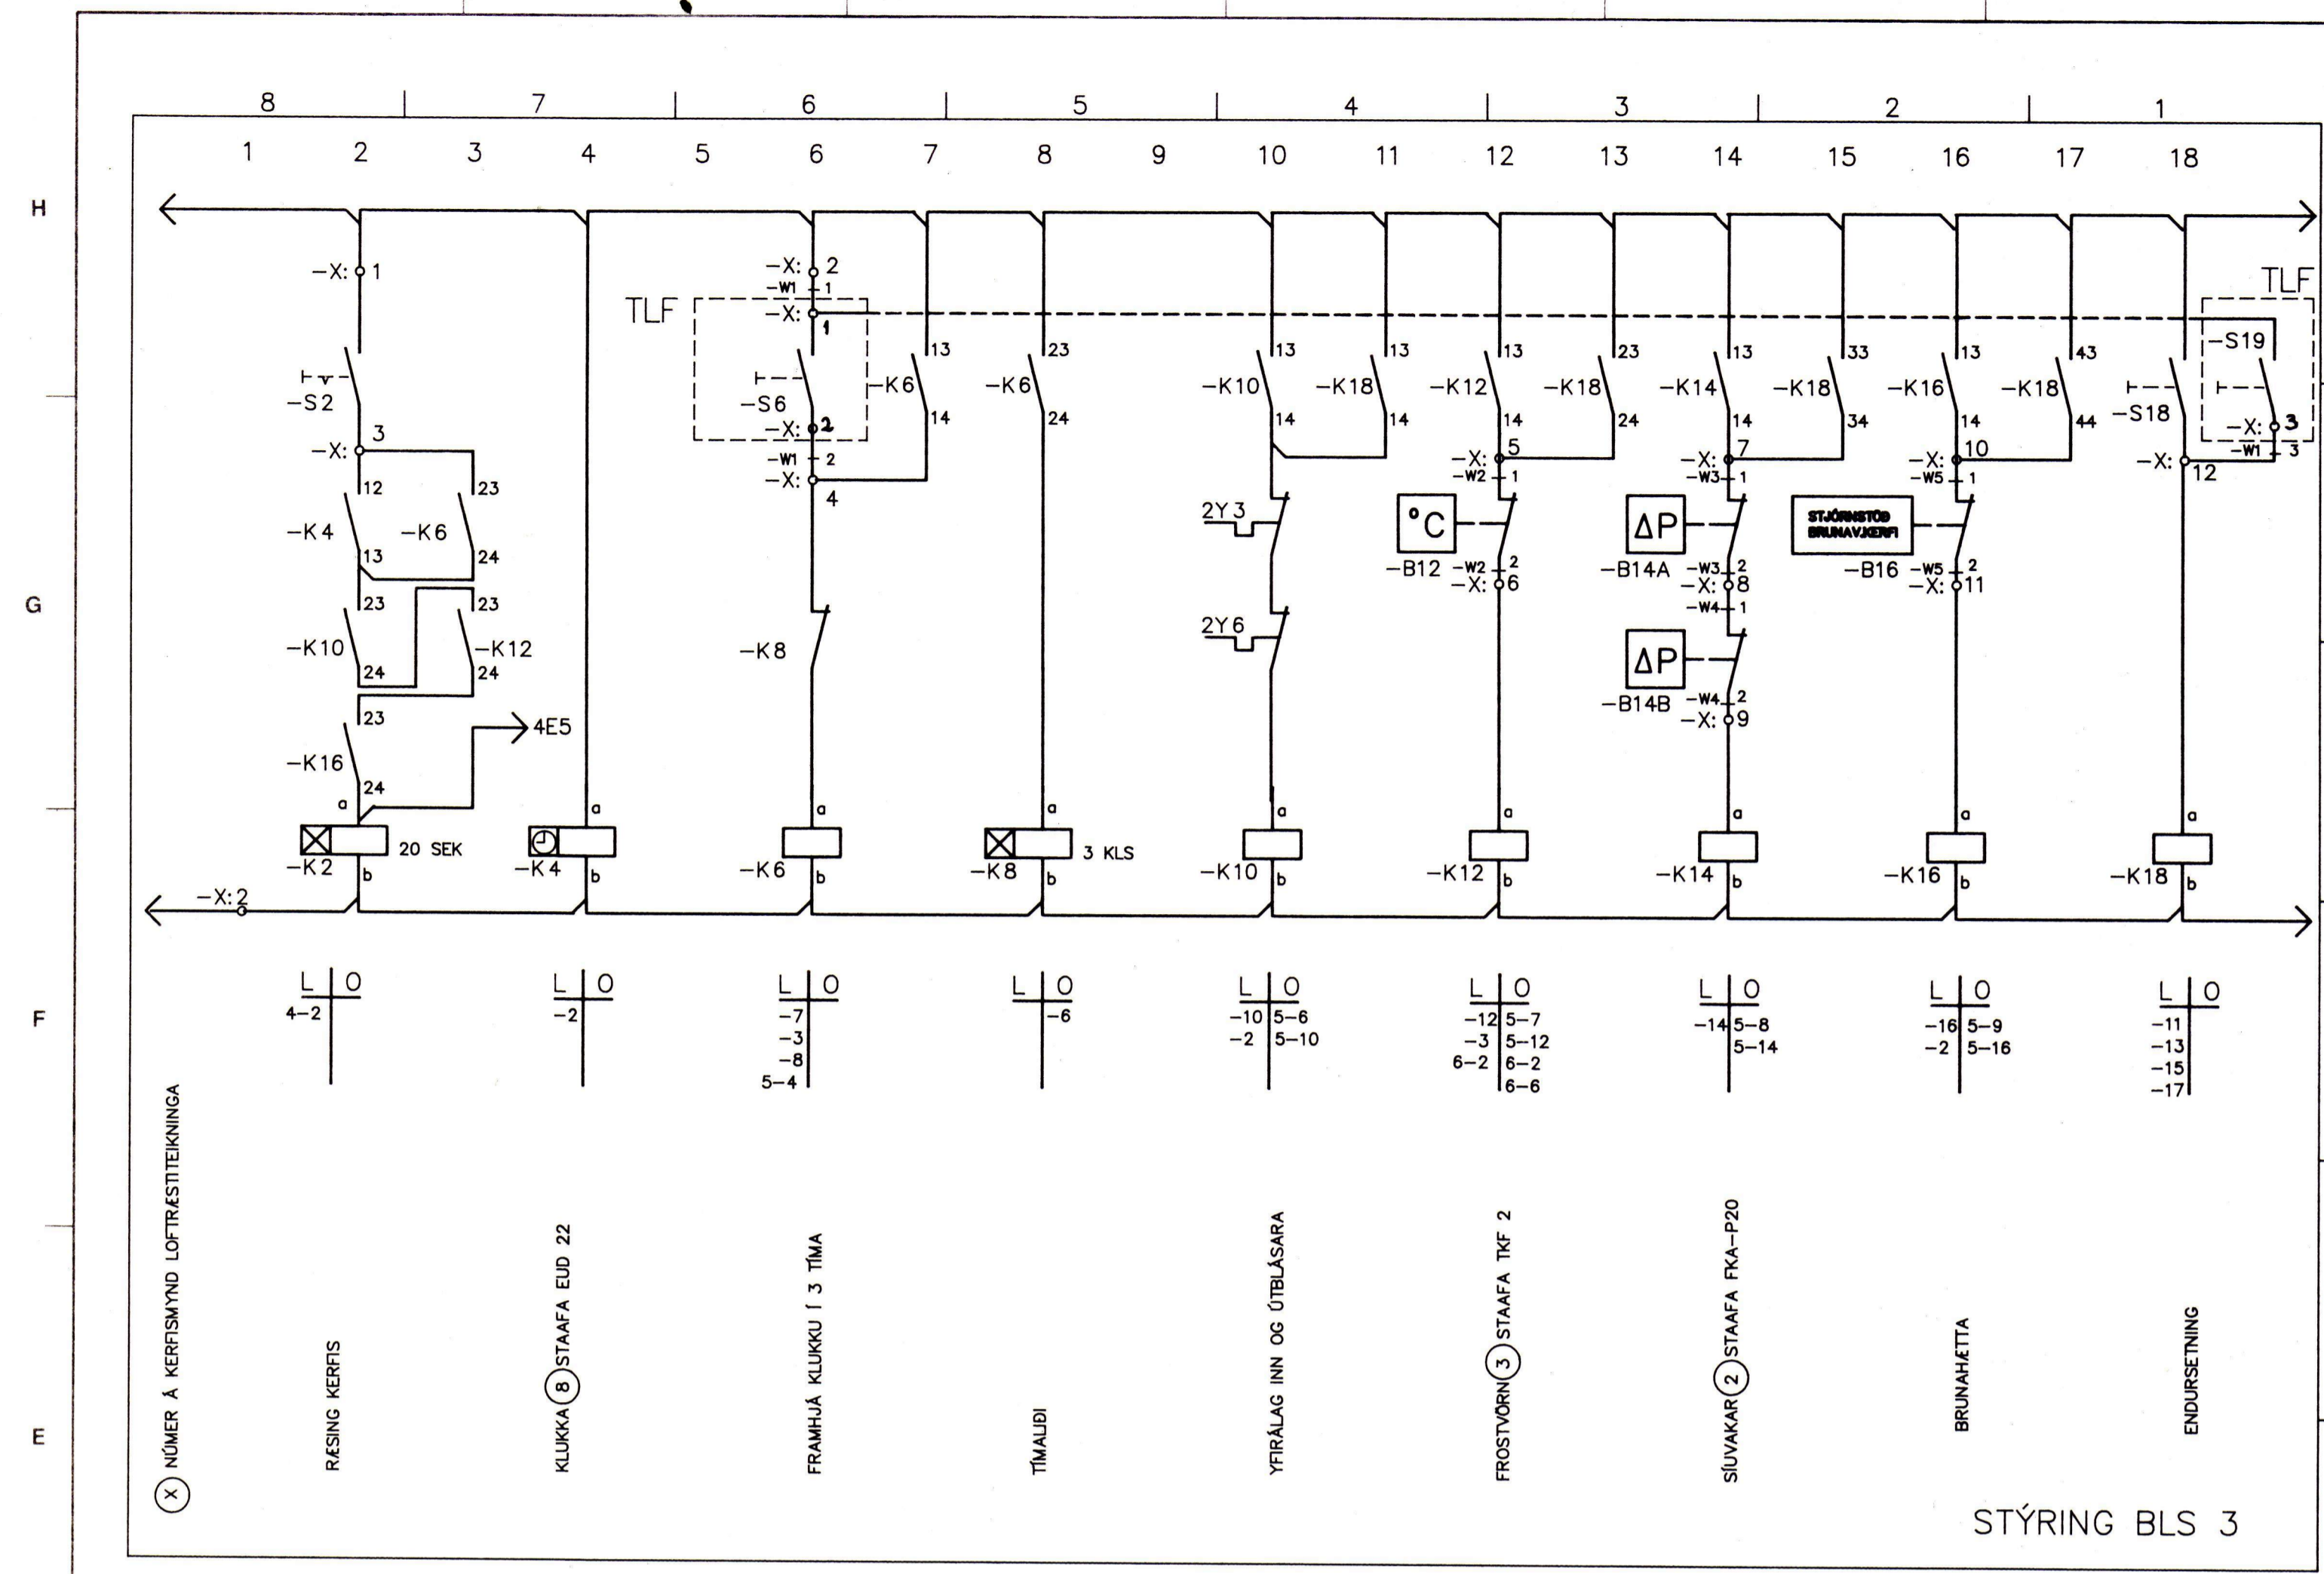 8 7 6 5 4 3 2 1
1 2 3 4 5 6 7 8 9 10 11 12 13 14 15 16 17 18
H
G
F
E
-X: 1
-S2
3
-X:
12
-K4
13
23
-K6
24
23
-K10
24
23
-K12
24
23
-K16
24
4E5
a
20 SEK
-K2
b
-X:2
a
-K4
b
-X: 2
-W1 1
TLF
-X: 1
-S6
-X: 2
-W1 2
-X: 4
13
-K6
14
-K8
a
-K6
b
23
-K6
24
a
3 KLS
-K8
b
13
-K10
14
13
-K18
14
2Y3
2Y6
a
-K10
b
13
-K12
14
23
-K18
24
-X: 5
-W2 1
°C
-B12
-W2 2
-X: 6
a
-K12
b
13
-K14
14
33
-K18
34
-X: 7
-W3 1
ΔP
-B14A
-W3 2
-X: 8
-W4 1
ΔP
-B14B
-W4 2
-X: 9
a
-K14
b
13
-K16
14
43
-K18
44
-X: 10
-W5 1
STJÓRNSTÖÐ
BRUNAV.KERFI
-B16
-W5 2
-X: 11
a
-K16
b
TLF
-S19
-S18
-X: 3
-W1 3
-X: 12
a
-K18
b
L O
4-2
L O
-2
L O
-7
-3
-8
5-4
L O
-6
L O
-10 5-6
-2 5-10
L O
-12 5-7
-3 5-12
6-2 6-2
6-6
L O
-14 5-8
5-14
L O
-16 5-9
-2 5-16
L O
-11
-13
-15
-17
X NÚMER Á KERFISMYND LOFTRÆSTITEIKNINGA
RÆSING KERFIS
KLUKKA 8 STAAFA EUD 22
FRAMHJÁ KLUKKU Í 3 TÍMA
TÍMALIÐI
YFIRÁLAG INN OG ÚTBLÁSARA
FROSTVÖRN 3 STAAFA TKF 2
SÍUVAKAR 2 STAAFA FKA-P20
BRUNAHÆTTA
ENDURSETNING
STÝRING BLS 3